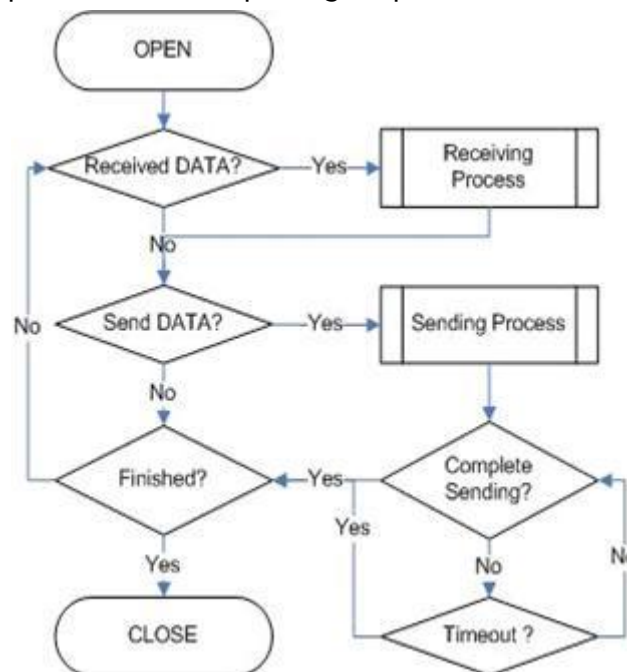 OPEN
Received DATA?
Yes
Receiving
Process
No
Send DATA?
Yes
Sending Process
No
No
Finished?
Yes
Complete
Sending?
Yes
No
Yes
No
CLOSE
Timeout ?